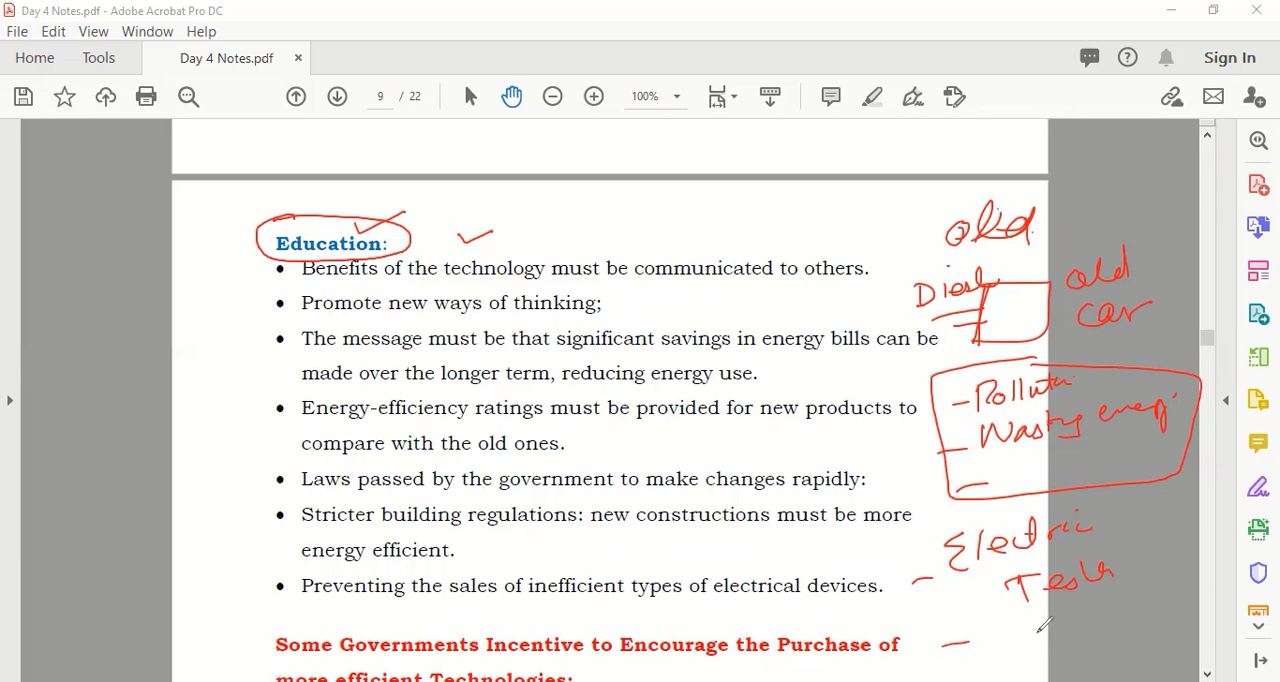 Day 4 Notes.pdf - Adobe Acrobat Pro DC
File Edit View Window Help
Home Tools Day 4 Notes.pdf × Sign In
9 / 22 100%
Education:
• Benefits of the technology must be communicated to others.
• Promote new ways of thinking;
• The message must be that significant savings in energy bills can be
made over the longer term, reducing energy use.
• Energy-efficiency ratings must be provided for new products to
compare with the old ones.
• Laws passed by the government to make changes rapidly:
• Stricter building regulations: new constructions must be more
energy efficient.
• Preventing the sales of inefficient types of electrical devices.
Some Governments Incentive to Encourage the Purchase of
more efficient Technologies:
old
Diesel
old
car
Electric
Tesla